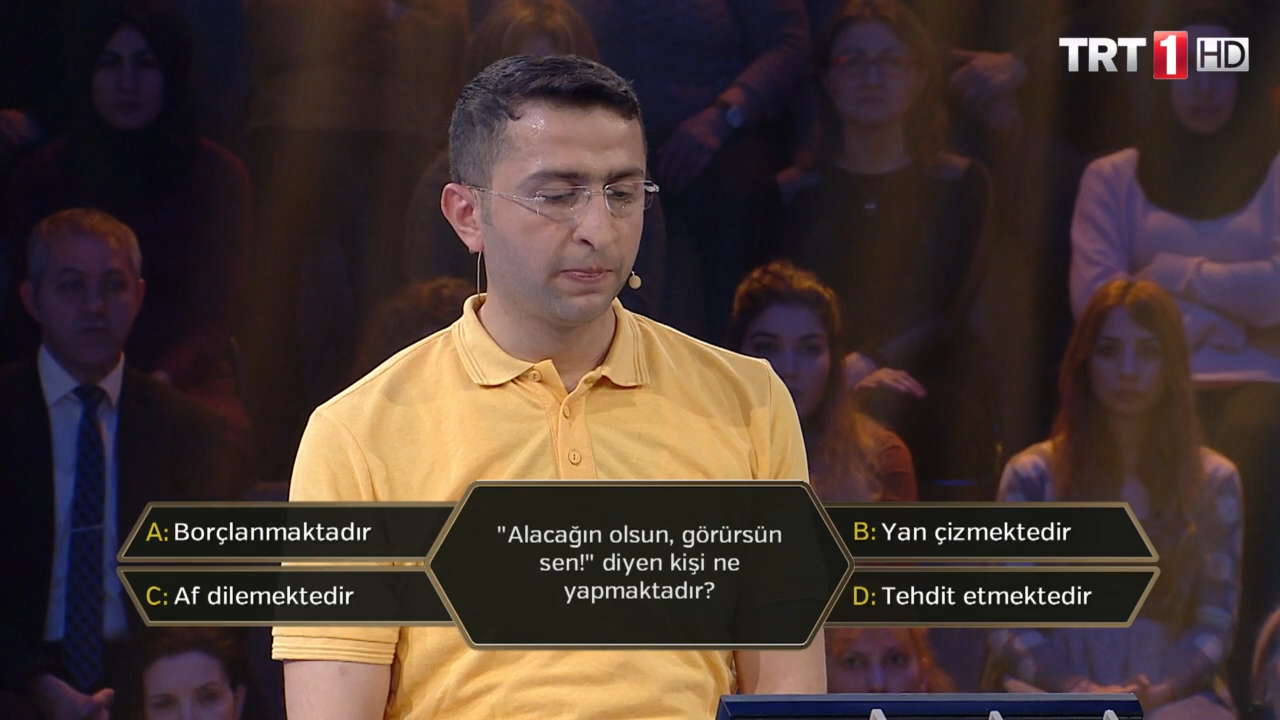 TRT 1 HD
"Alacağın olsun, görürsün
sen!" diyen kişi ne
yapmaktadır?
A: Borçlanmaktadır
B: Yan çizmektedir
C: Af dilemektedir
D: Tehdit etmektedir